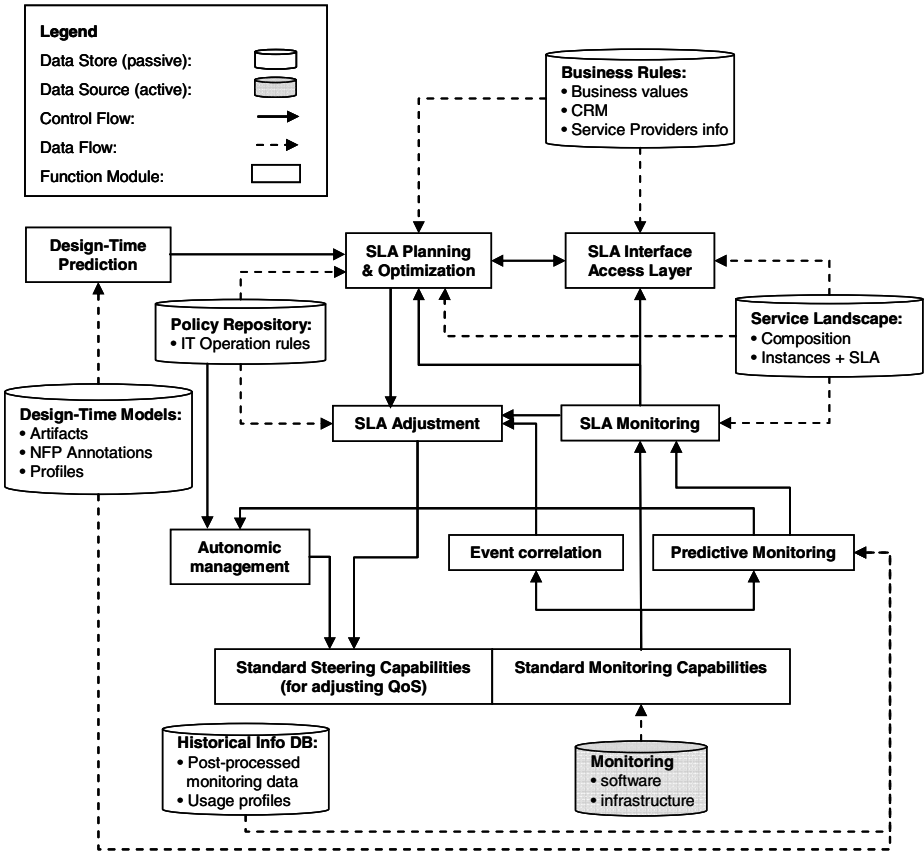 Legend
Data Store (passive):
Data Source (active):
Control Flow:
Data Flow:
Function Module:
Business Rules:
• Business values
• CRM
• Service Providers info
Design-Time
Prediction
SLA Planning
& Optimization
SLA Interface
Access Layer
Policy Repository:
• IT Operation rules
Service Landscape:
• Composition
• Instances + SLA
Design-Time Models:
• Artifacts
• NFP Annotations
• Profiles
SLA Adjustment
SLA Monitoring
Autonomic
management
Event correlation
Predictive Monitoring
Standard Steering Capabilities
(for adjusting QoS)
Standard Monitoring Capabilities
Historical Info DB:
• Post-processed
monitoring data
• Usage profiles
Monitoring
• software
• infrastructure